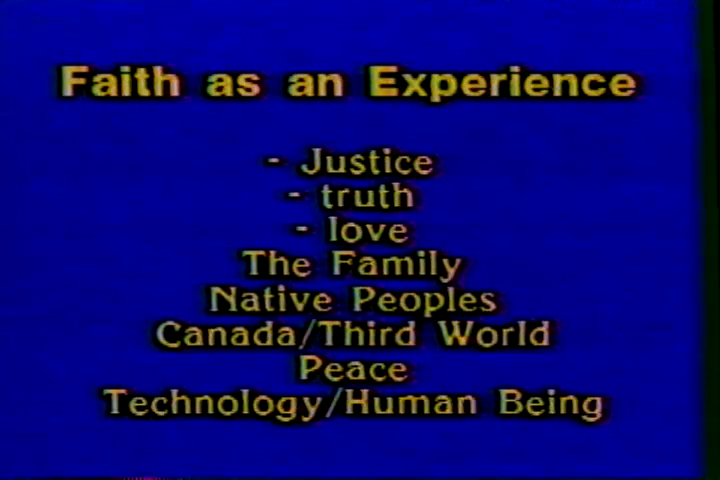 Faith as an Experience
- Justice
- truth
- love
The Family
Native Peoples
Canada/Third World
Peace
Technology/Human Being